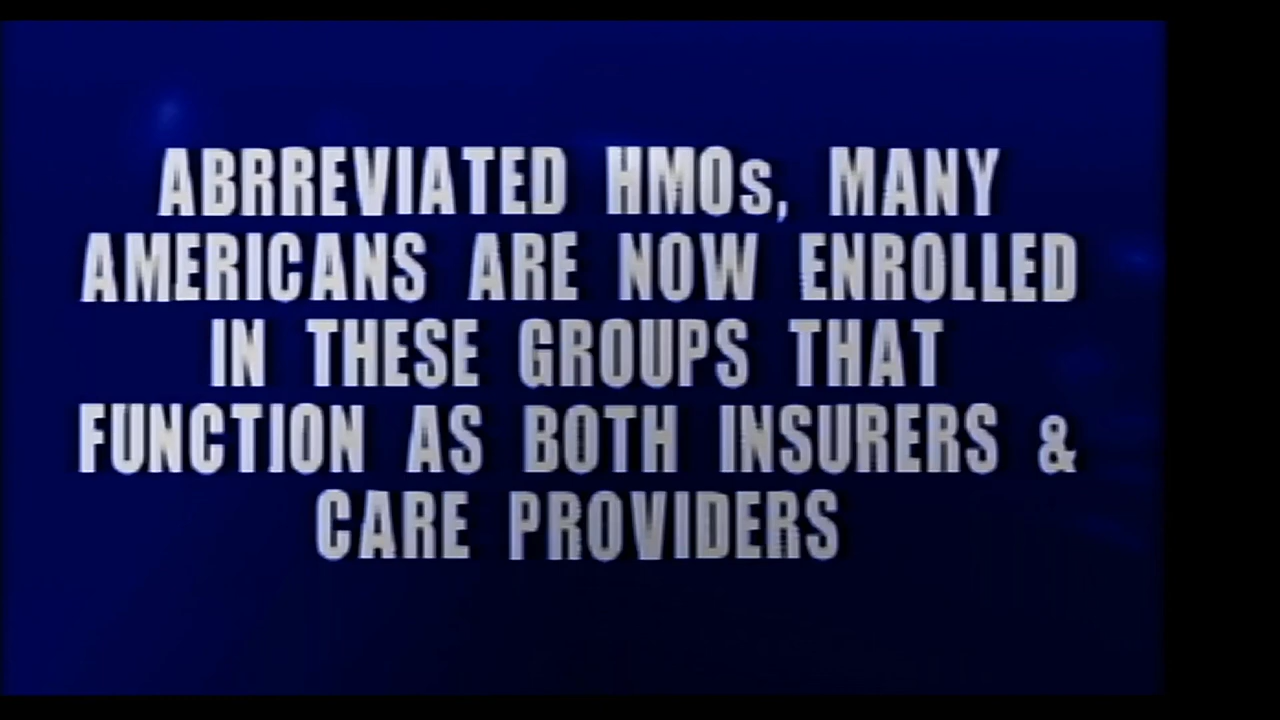 ABRREVIATED HMOs, MANY
AMERICANS ARE NOW ENROLLED
IN THESE GROUPS THAT
FUNCTION AS BOTH INSURERS &
CARE PROVIDERS